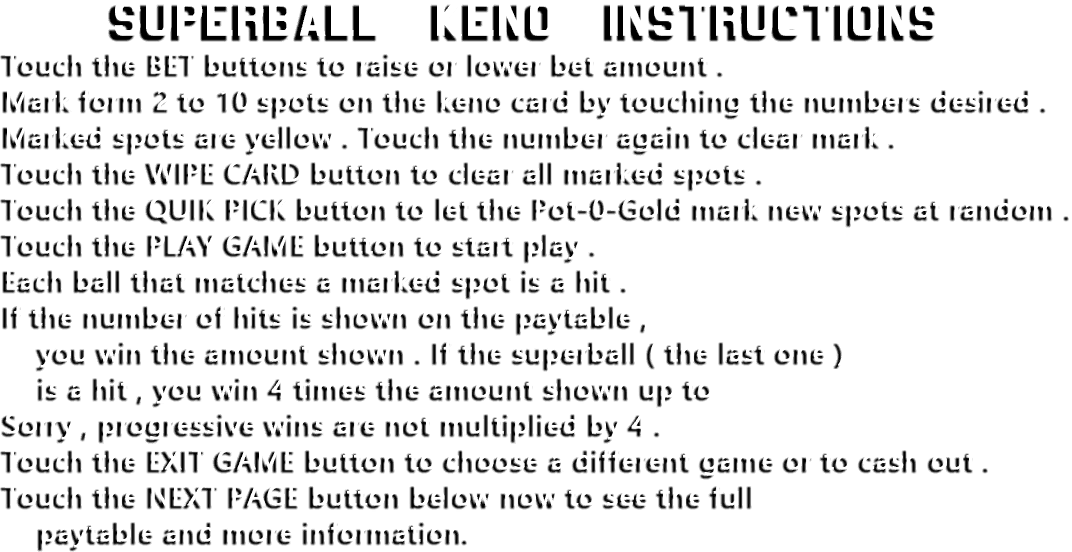 SUPERBALL KENO INSTRUCTIONS
Touch the BET buttons to raise or lower bet amount .
Mark form 2 to 10 spots on the keno card by touching the numbers desired .
Marked spots are yellow . Touch the number again to clear mark .
Touch the WIPE CARD button to clear all marked spots .
Touch the QUIK PICK button to let the Pot-0-Gold mark new spots at random .
Touch the PLAY GAME button to start play .
Each ball that matches a marked spot is a hit .
If the number of hits is shown on the paytable ,
you win the amount shown . If the superball ( the last one )
is a hit , you win 4 times the amount shown up to
Sorry , progressive wins are not multiplied by 4 .
Touch the EXIT GAME button to choose a different game or to cash out .
Touch the NEXT PAGE button below now to see the full
paytable and more information.